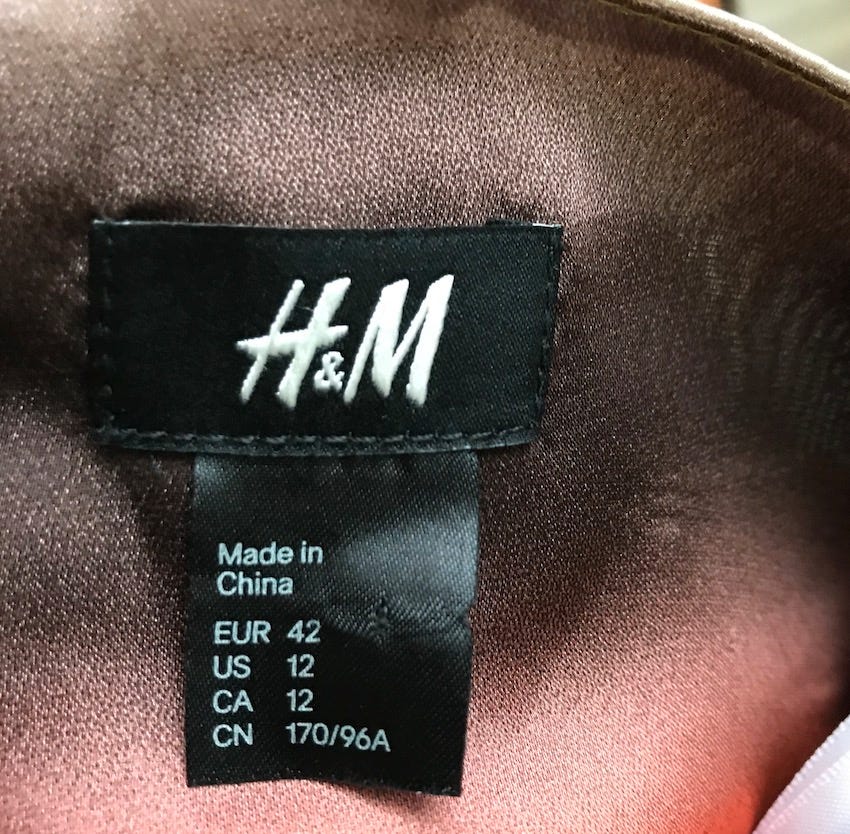 H&M
Made in
China
EUR 42
US 12
CA 12
CN 170/96A